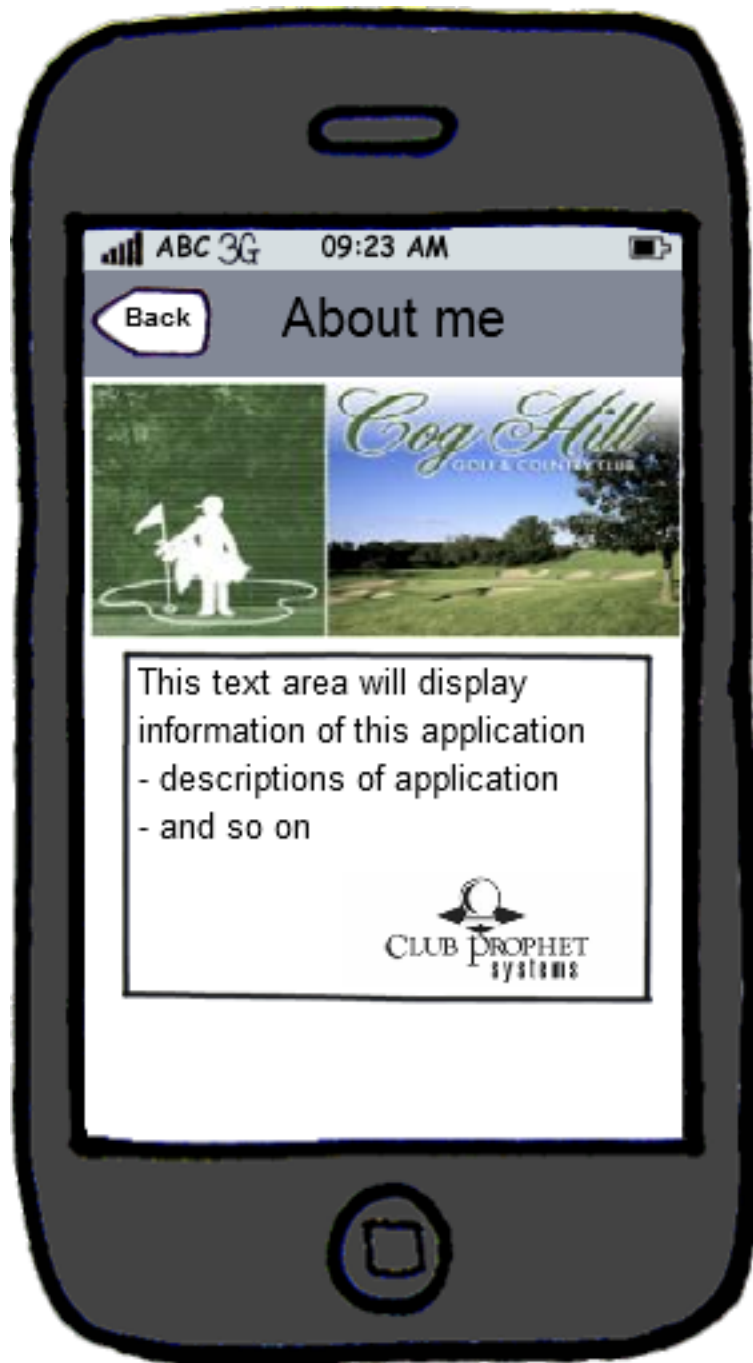 ABC 3G 09:23 AM
Back
About me
Cog Hill
GOLF & COUNTRY CLUB
This text area will display
information of this application
- descriptions of application
- and so on
CLUB PROPHET
systems